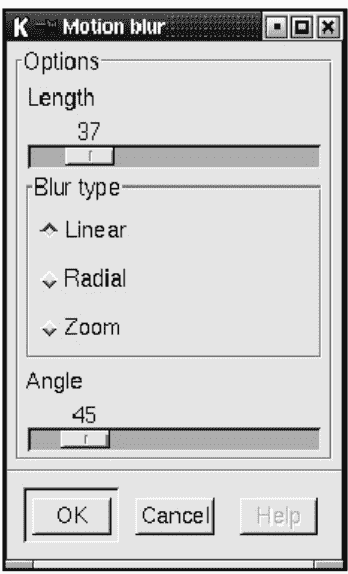 K Motion blur
Options
Length
37
Blur type
Linear
Radial
Zoom
Angle
45
OK Cancel Help